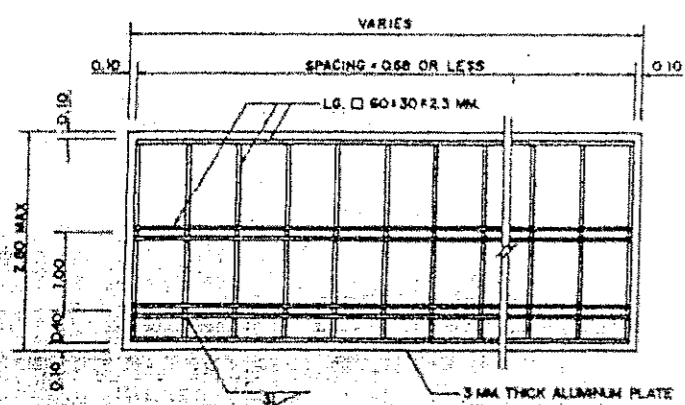 VARIES
0.10
SPACING = 0.68 OR LESS
0.10
0.10
LG. □ 60×30×2.3 MM.
2.80 MAX
1.00
0.40
0.10
3 MM. THICK ALUMINUM PLATE